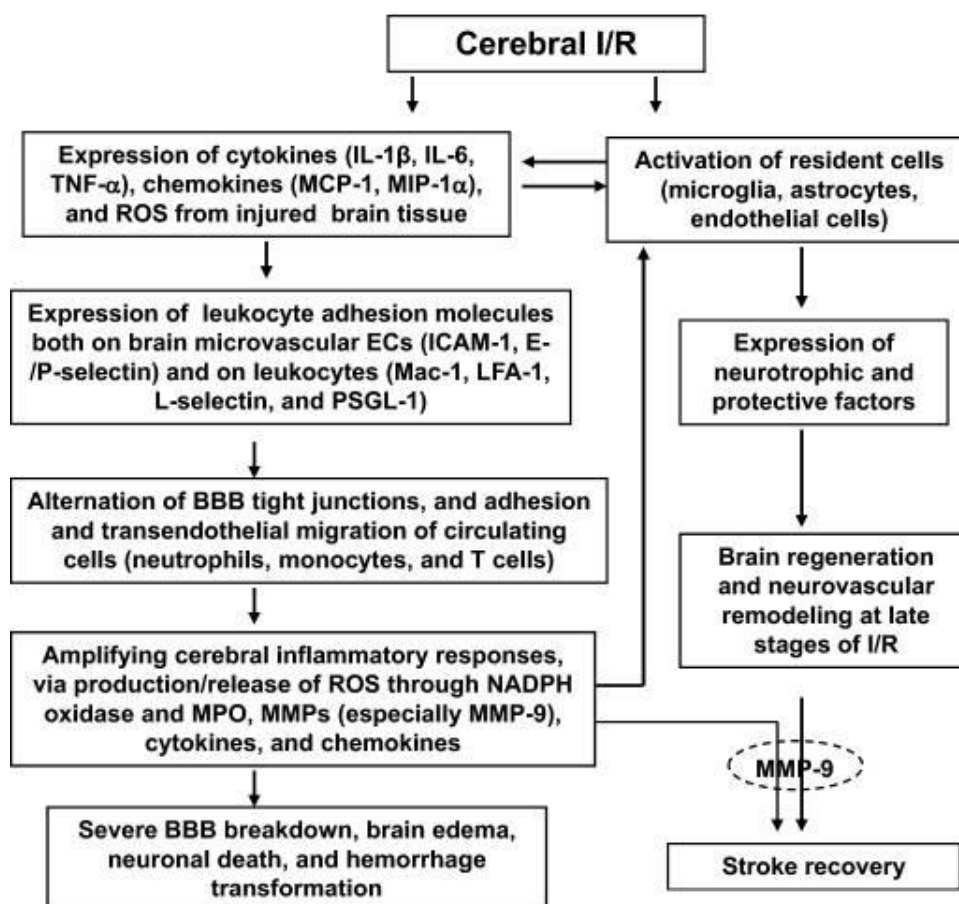 Cerebral I/R
Expression of cytokines (IL-1β, IL-6,
TNF-α), chemokines (MCP-1, MIP-1α),
and ROS from injured brain tissue
Activation of resident cells
(microglia, astrocytes,
endothelial cells)
Expression of leukocyte adhesion molecules
both on brain microvascular ECs (ICAM-1, E-
/P-selectin) and on leukocytes (Mac-1, LFA-1,
L-selectin, and PSGL-1)
Expression of
neurotrophic and
protective factors
Alternation of BBB tight junctions, and adhesion
and transendothelial migration of circulating
cells (neutrophils, monocytes, and T cells)
Brain regeneration
and neurovascular
remodeling at late
stages of I/R
Amplifying cerebral inflammatory responses,
via production/release of ROS through NADPH
oxidase and MPO, MMPs (especially MMP-9),
cytokines, and chemokines
MMP-9
Severe BBB breakdown, brain edema,
neuronal death, and hemorrhage
transformation
Stroke recovery